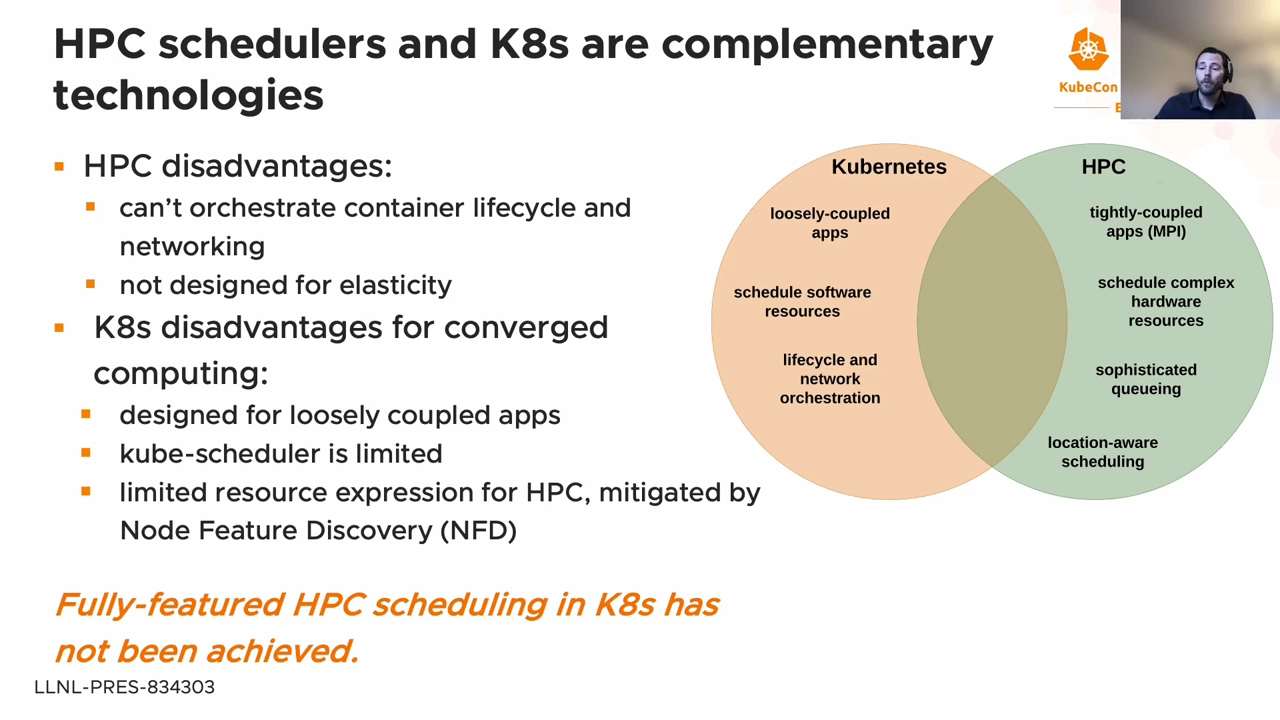 HPC schedulers and K8s are complementary
technologies
KubeCon
HPC disadvantages:
can't orchestrate container lifecycle and
networking
not designed for elasticity
K8s disadvantages for converged
computing:
designed for loosely coupled apps
kube-scheduler is limited
limited resource expression for HPC, mitigated by
Node Feature Discovery (NFD)
Fully-featured HPC scheduling in K8s has
not been achieved.
LLNL-PRES-834303
Kubernetes
loosely-coupled
apps
schedule software
resources
lifecycle and
network
orchestration
HPC
tightly-coupled
apps (MPI)
schedule complex
hardware
resources
sophisticated
queueing
location-aware
scheduling